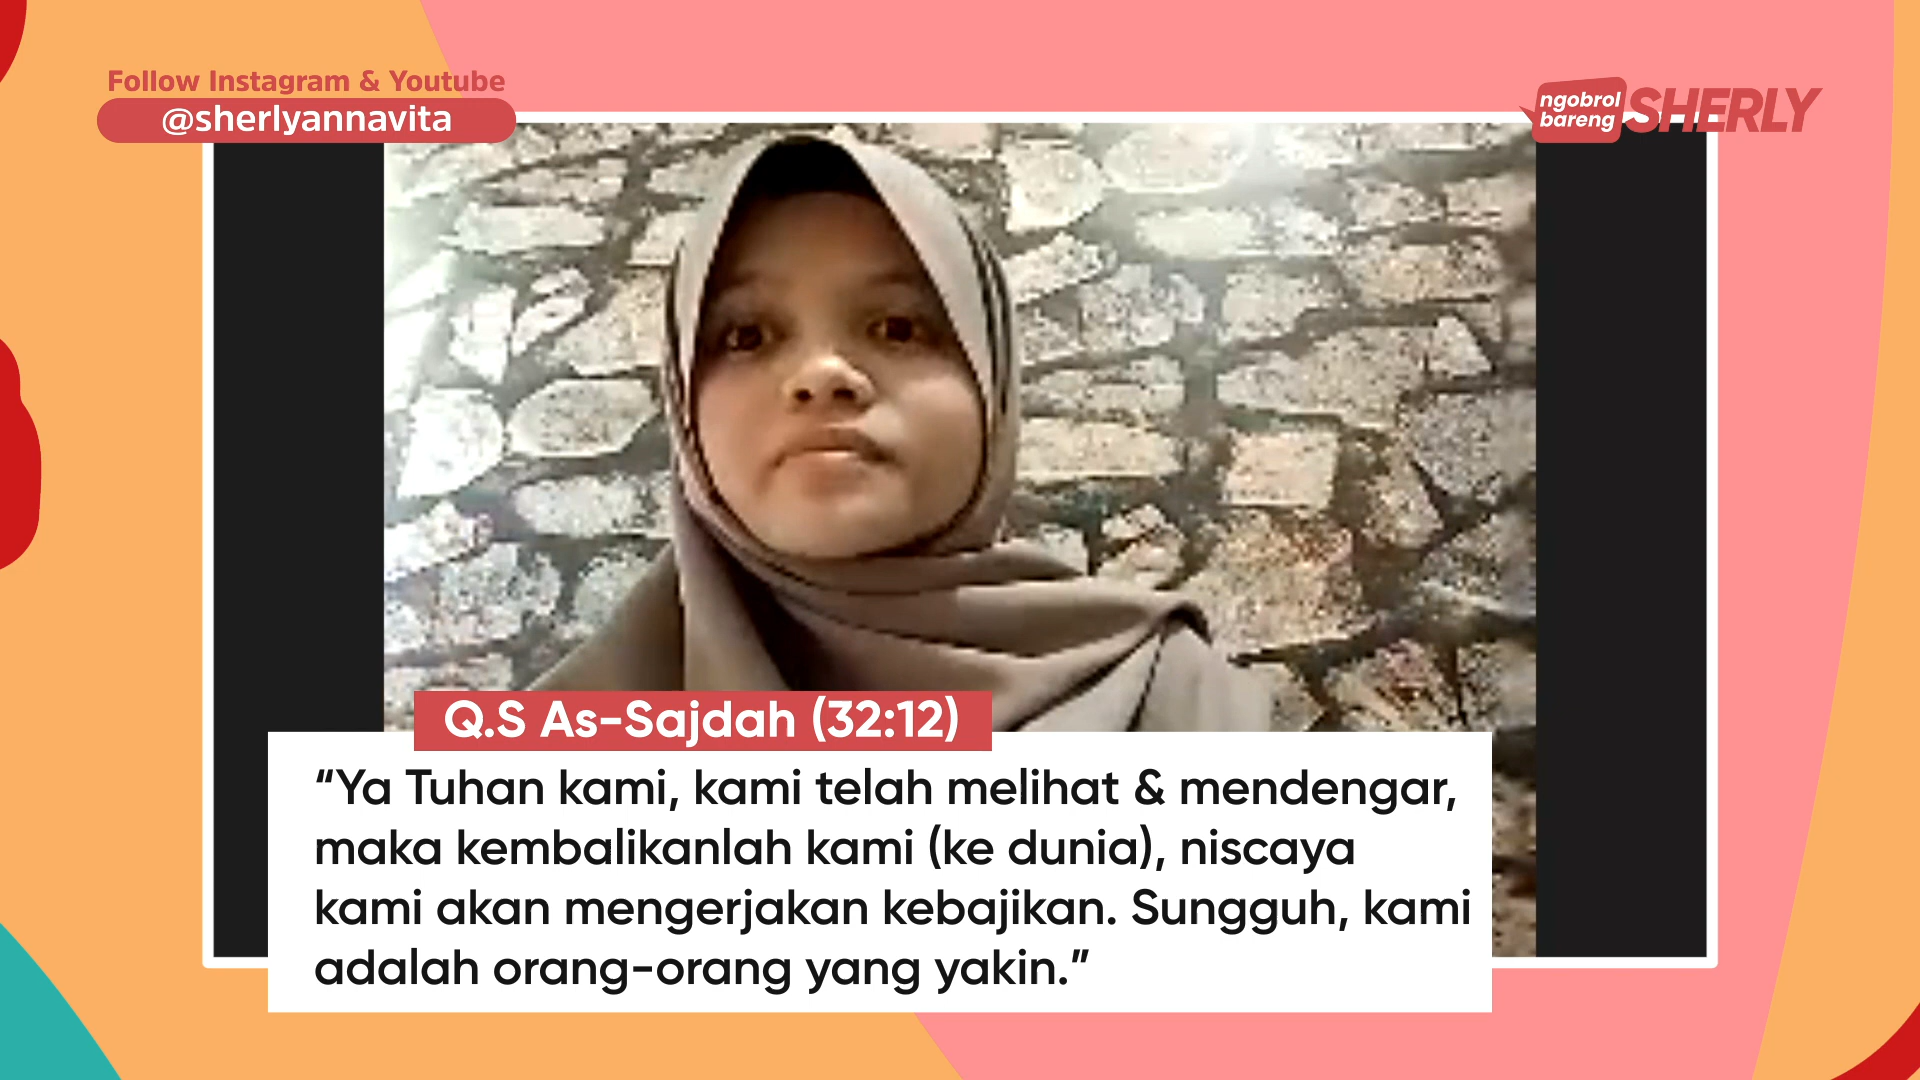 Follow Instagram & Youtube
@sherlyannavita
ngobrol
bareng
SHERLY
Q.S As-Sajdah (32:12)
“Ya Tuhan kami, kami telah melihat & mendengar,
maka kembalikanlah kami (ke dunia), niscaya
kami akan mengerjakan kebajikan. Sungguh, kami
adalah orang-orang yang yakin.”